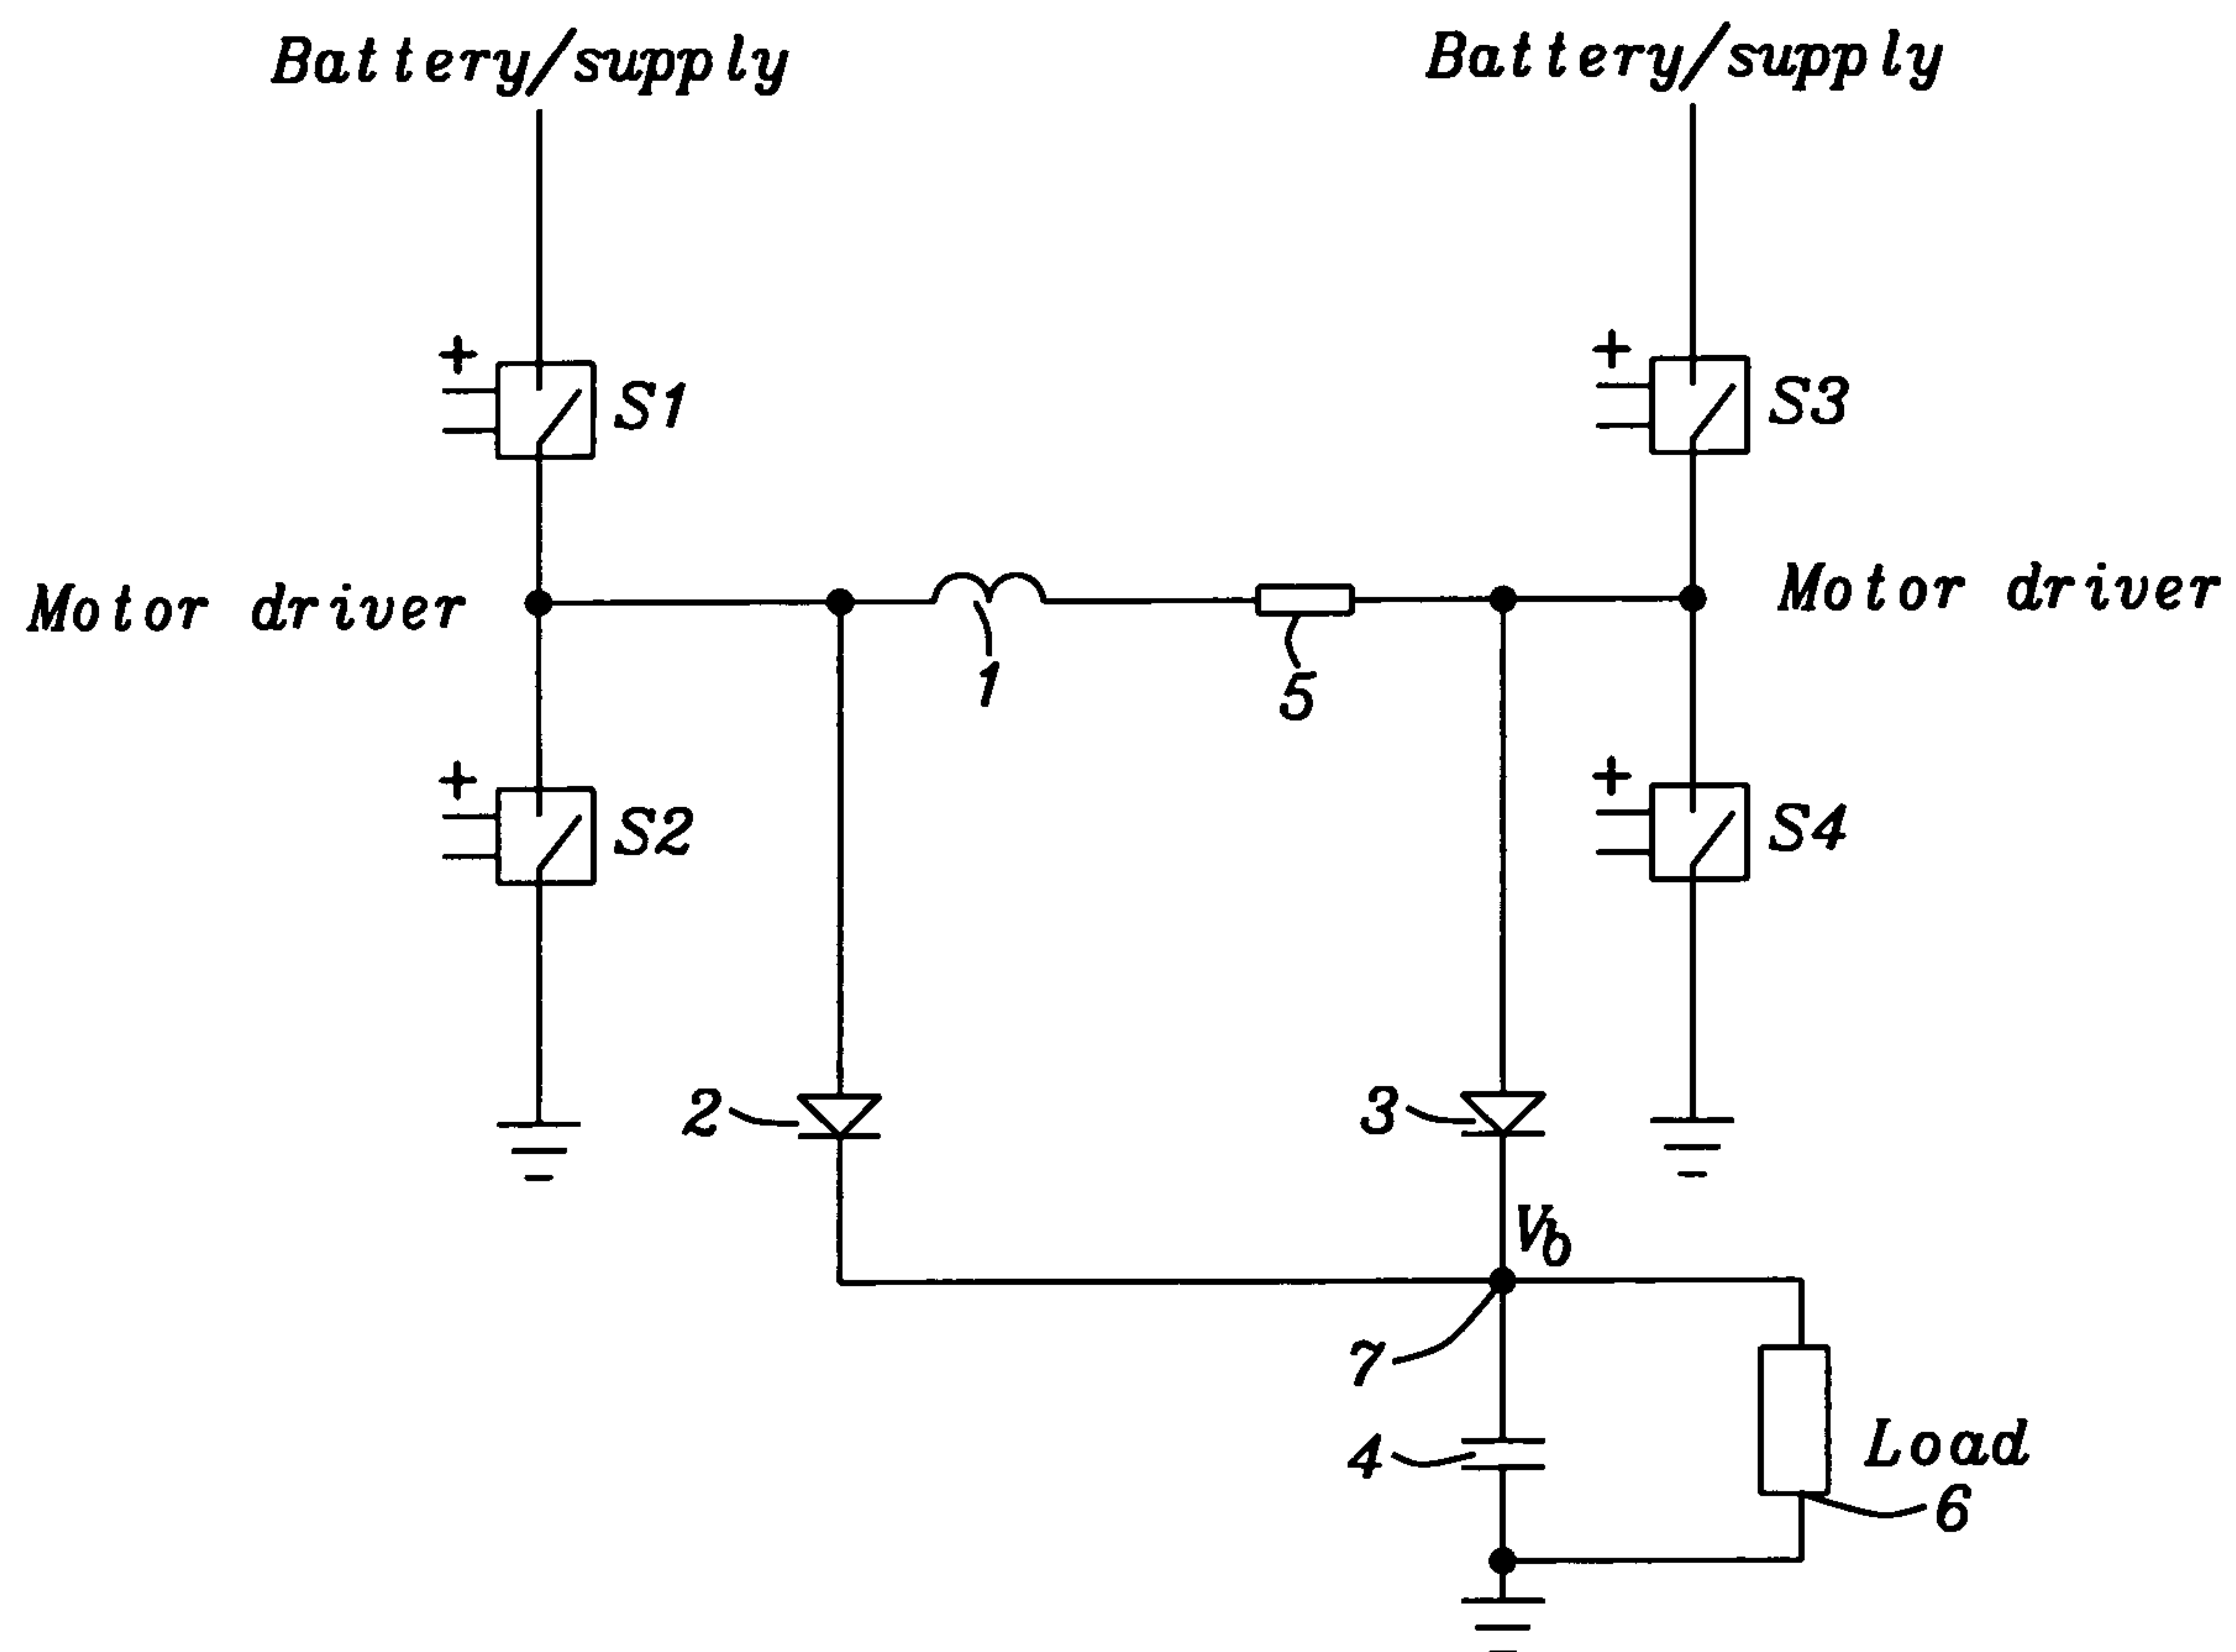 Battery/supply
Battery/supply
+
S1
+
S3
Motor driver
Motor driver
1
5
+
S2
+
S4
2
3
Vo
7
4
Load
6